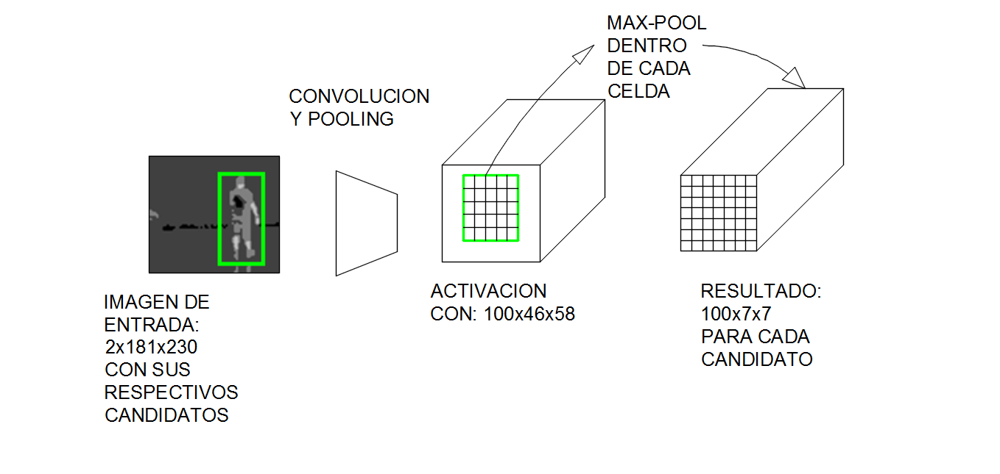 IMAGEN DE
ENTRADA:
2x181x230
CON SUS
RESPECTIVOS
CANDIDATOS
CONVOLUCION
Y POOLING
ACTIVACION
CON: 100x46x58
MAX-POOL
DENTRO
DE CADA
CELDA
RESULTADO:
100x7x7
PARA CADA
CANDIDATO